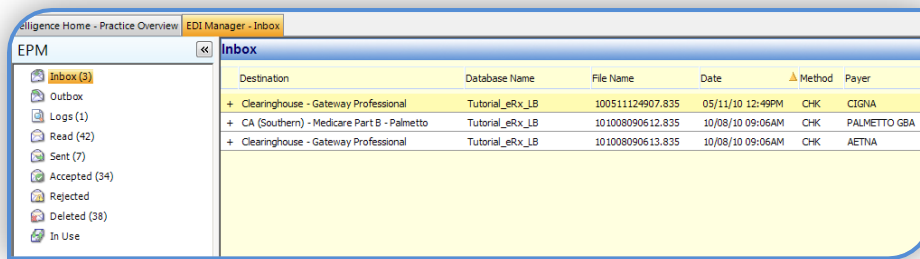 elligence Home - Practice Overview EDI Manager - Inbox
EPM « Inbox
Inbox (3)
Outbox
Logs (1)
Read (42)
Sent (7)
Accepted (34)
Rejected
Deleted (38)
In Use
Destination Database Name File Name Date Method Payer
+ Clearinghouse - Gateway Professional Tutorial_eRx_LB 100511124907.835 05/11/10 12:49PM CHK CIGNA
+ CA (Southern) - Medicare Part B - Palmetto Tutorial_eRx_LB 101008090612.835 10/08/10 09:06AM CHK PALMETTO GBA
+ Clearinghouse - Gateway Professional Tutorial_eRx_LB 101008090613.835 10/08/10 09:06AM CHK AETNA